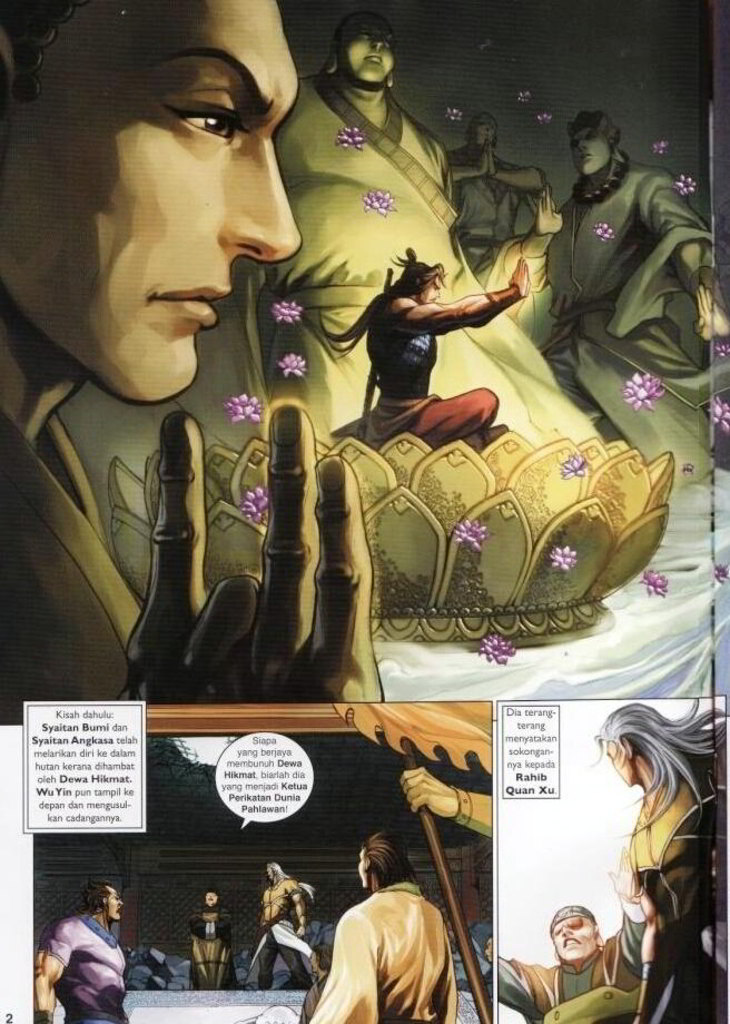 Kisah dahulu:
Syaitan Bumi dan
Syaitan Angkasa telah
melarikan diri ke dalam
hutan kerana dihambat
oleh Dewa Hikmat.
Wu Yin pun tampil ke
depan dan mengusul-
kan cadangannya.
Siapa
yang berjaya
membunuh Dewa
Hikmat, biarlah dia
yang menjadi Ketua
Perikatan Dunia
Pahlawan!
Dia terang-
terang
menyatakan
sokongan-
nya kepada
Rahib
Quan Xu.
2